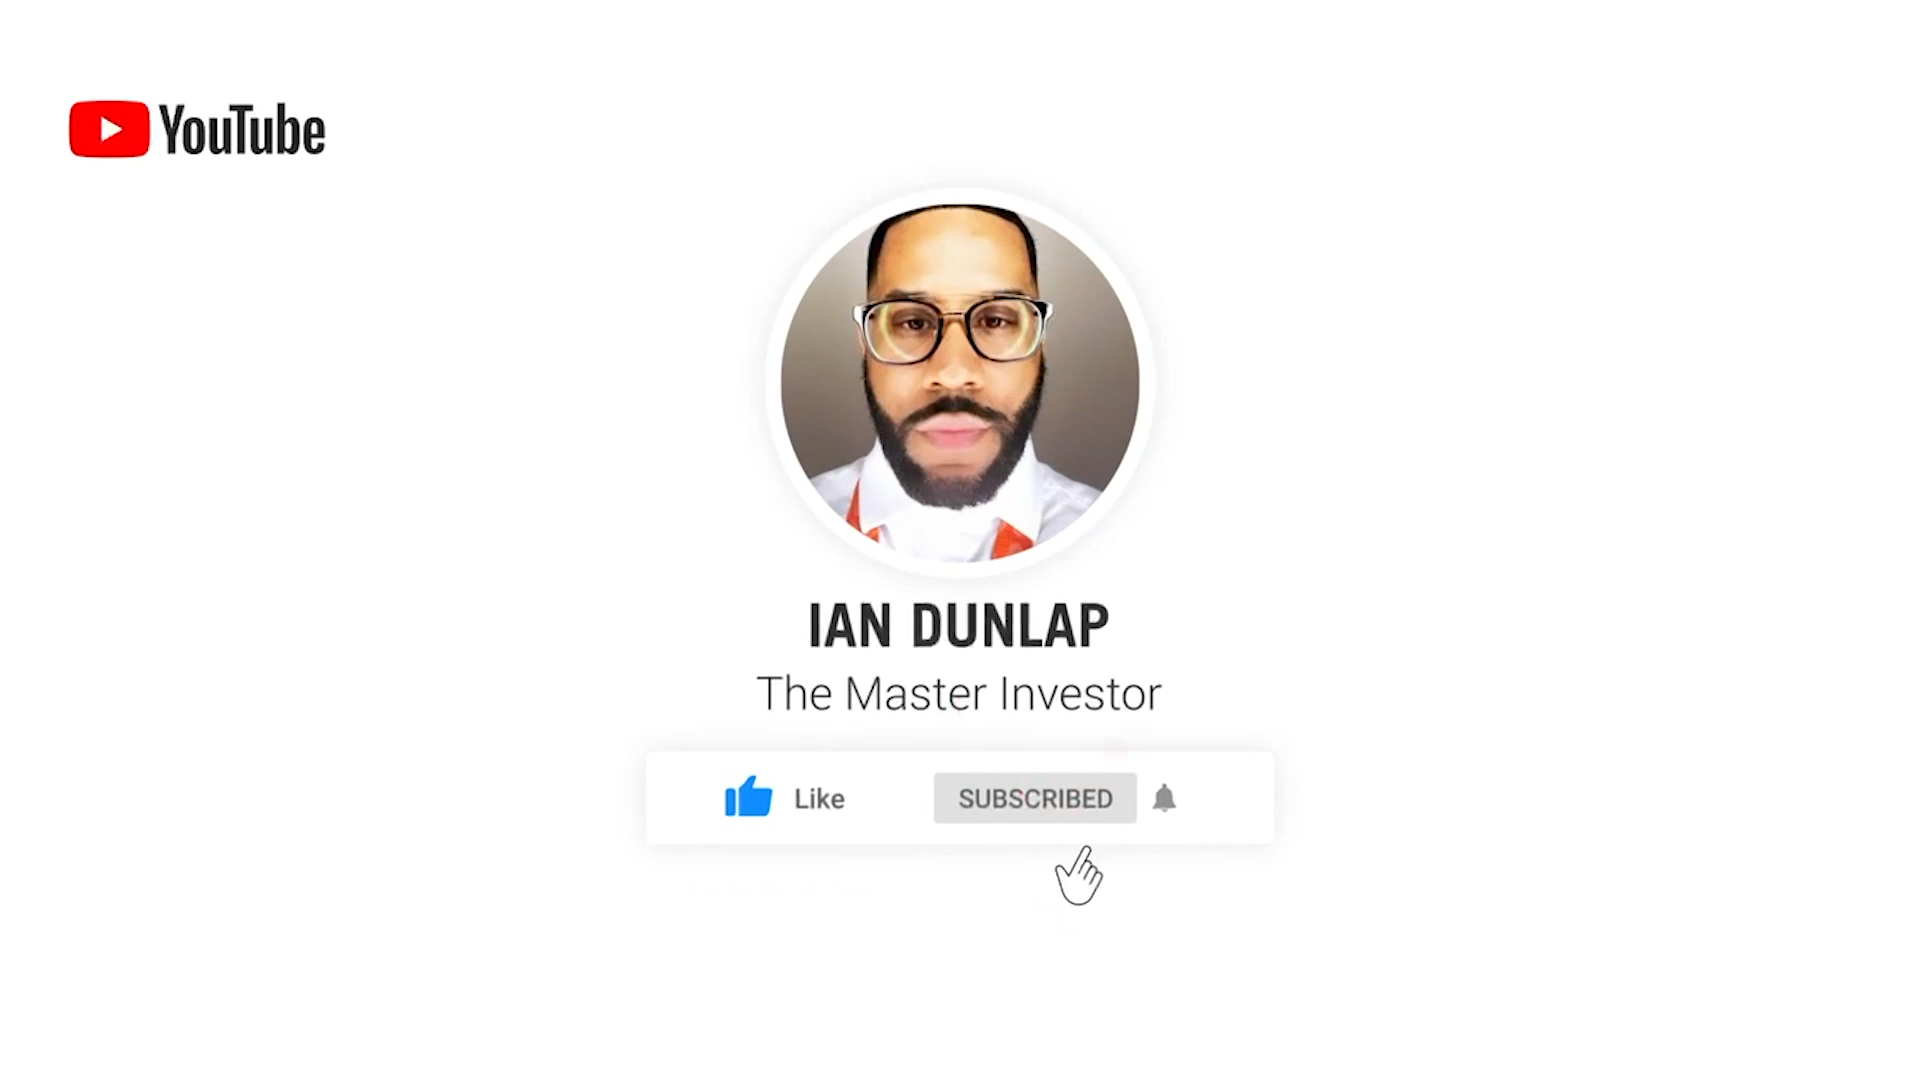 YouTube
IAN DUNLAP
The Master Investor
Like
SUBSCRIBED